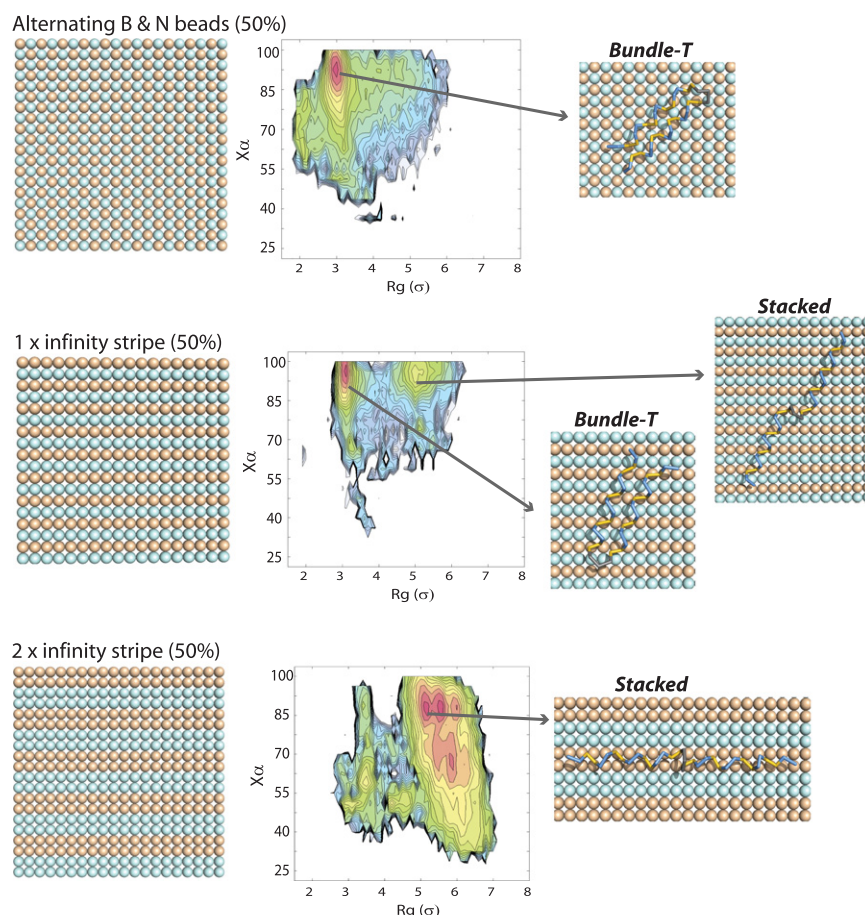 Alternating B & N beads (50%)
100
85
70
55
40
25
Xα
2 3 4 5 6 7 8
Rg (σ)
Bundle-T
1 x infinity stripe (50%)
100
85
70
55
40
25
Xα
2 3 4 5 6 7 8
Rg (σ)
Stacked
Bundle-T
2 x infinity stripe (50%)
100
85
70
55
40
25
Xα
2 3 4 5 6 7 8
Rg (σ)
Stacked